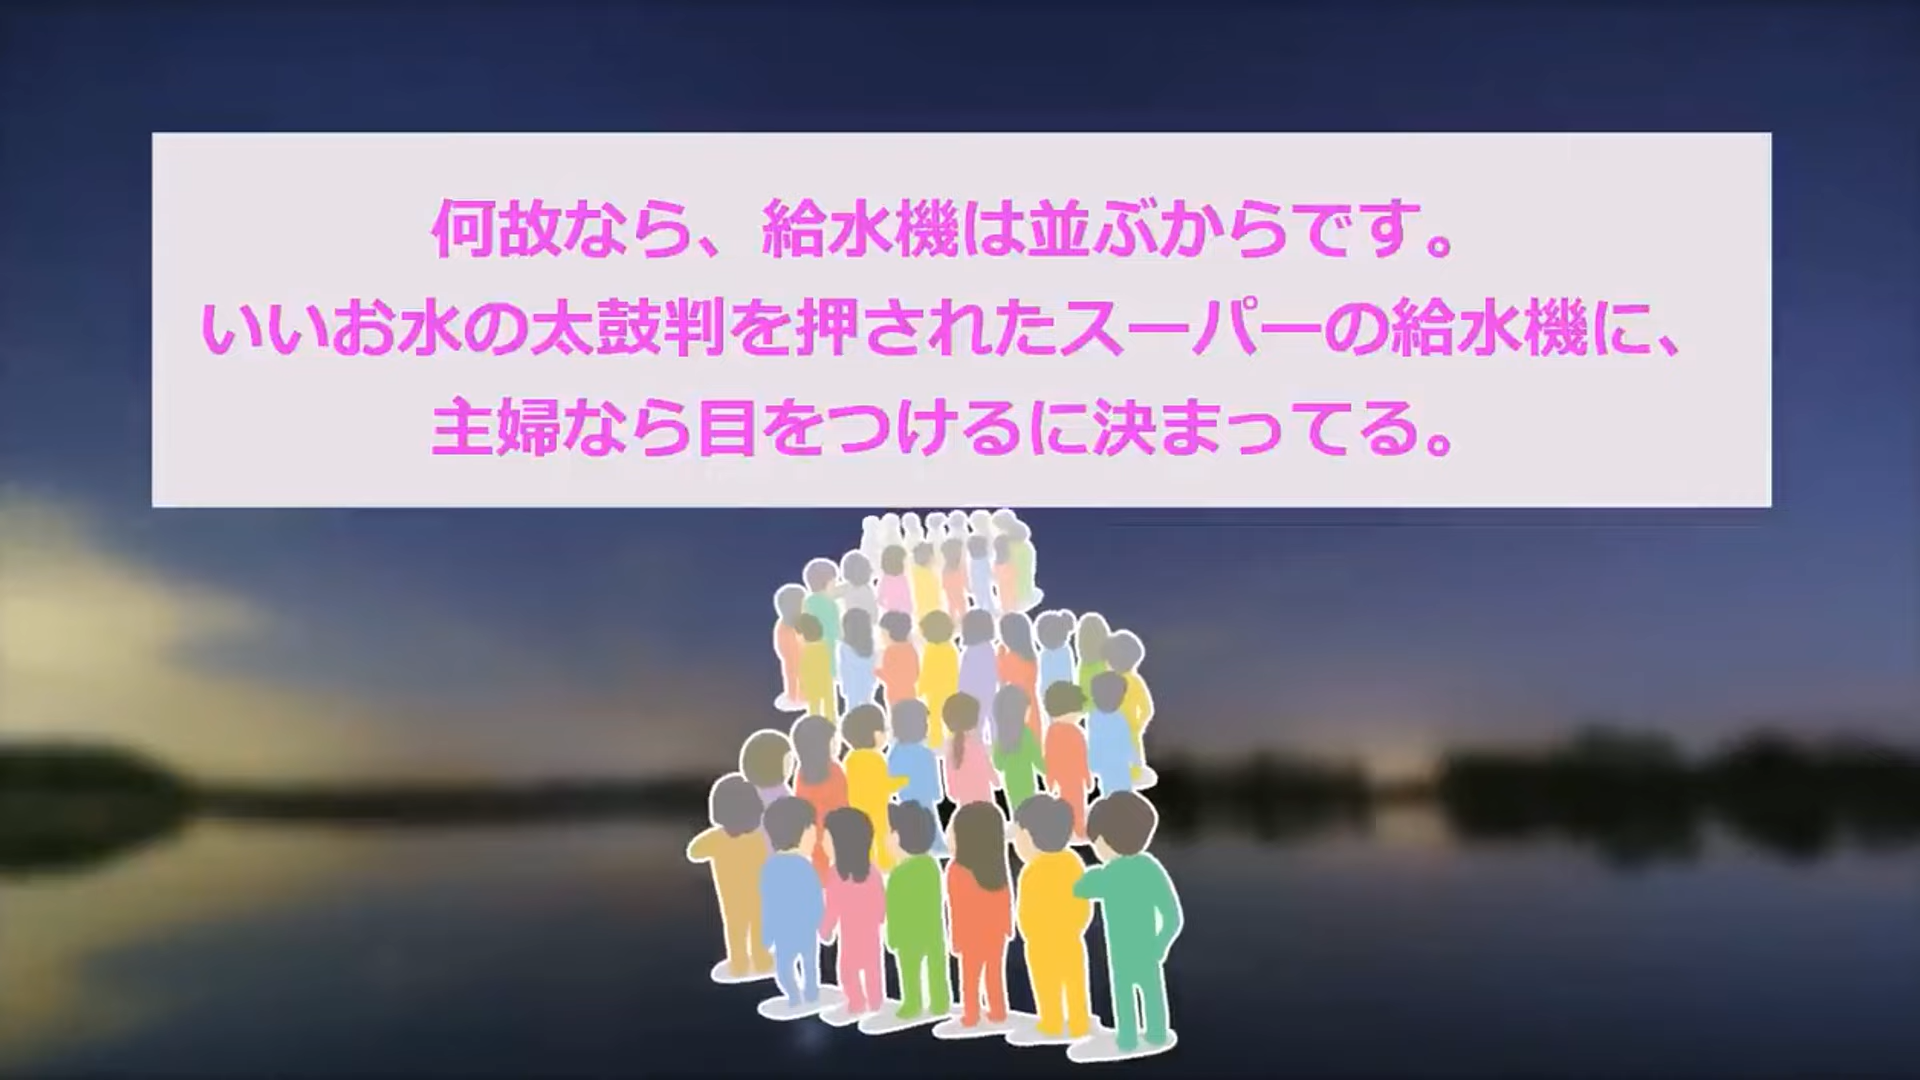 何故なら、給水機は並ぶからです。
いいお水の太鼓判を押されたスーパーの給水機に、
主婦なら目をつけるに決まってる。